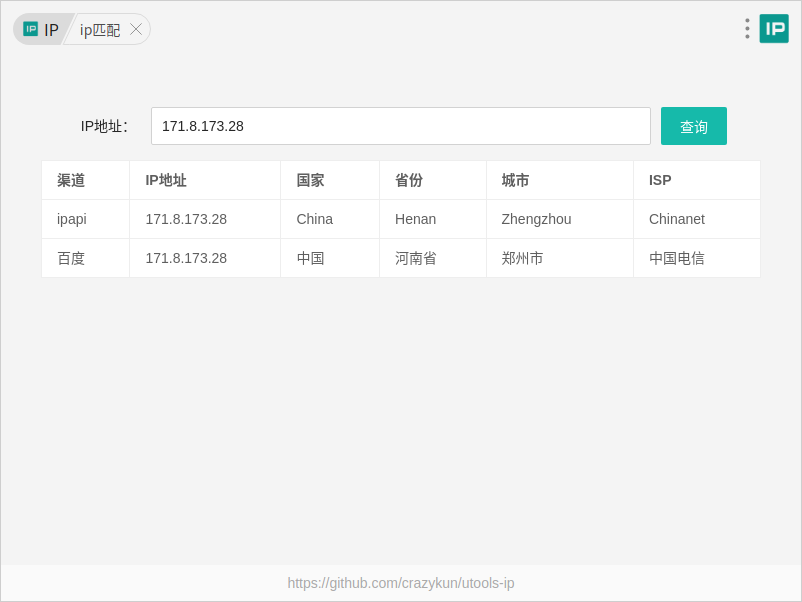 IP IP ip匹配 IP
IP地址： 171.8.173.28 查询
渠道 IP地址 国家 省份 城市 ISP
ipapi 171.8.173.28 China Henan Zhengzhou Chinanet
百度 171.8.173.28 中国 河南省 郑州市 中国电信
https://github.com/crazykun/utools-ip